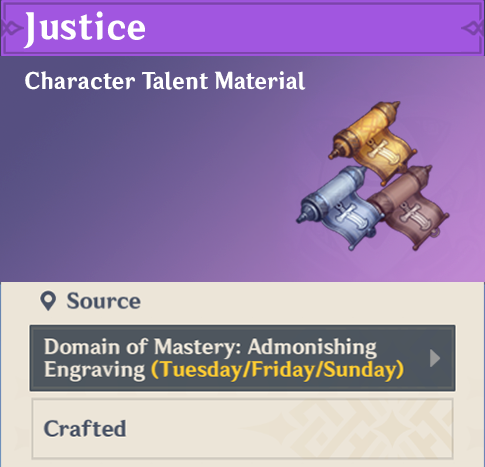 Justice
Character Talent Material
Source
Domain of Mastery: Admonishing
Engraving (Tuesday/Friday/Sunday)
Crafted